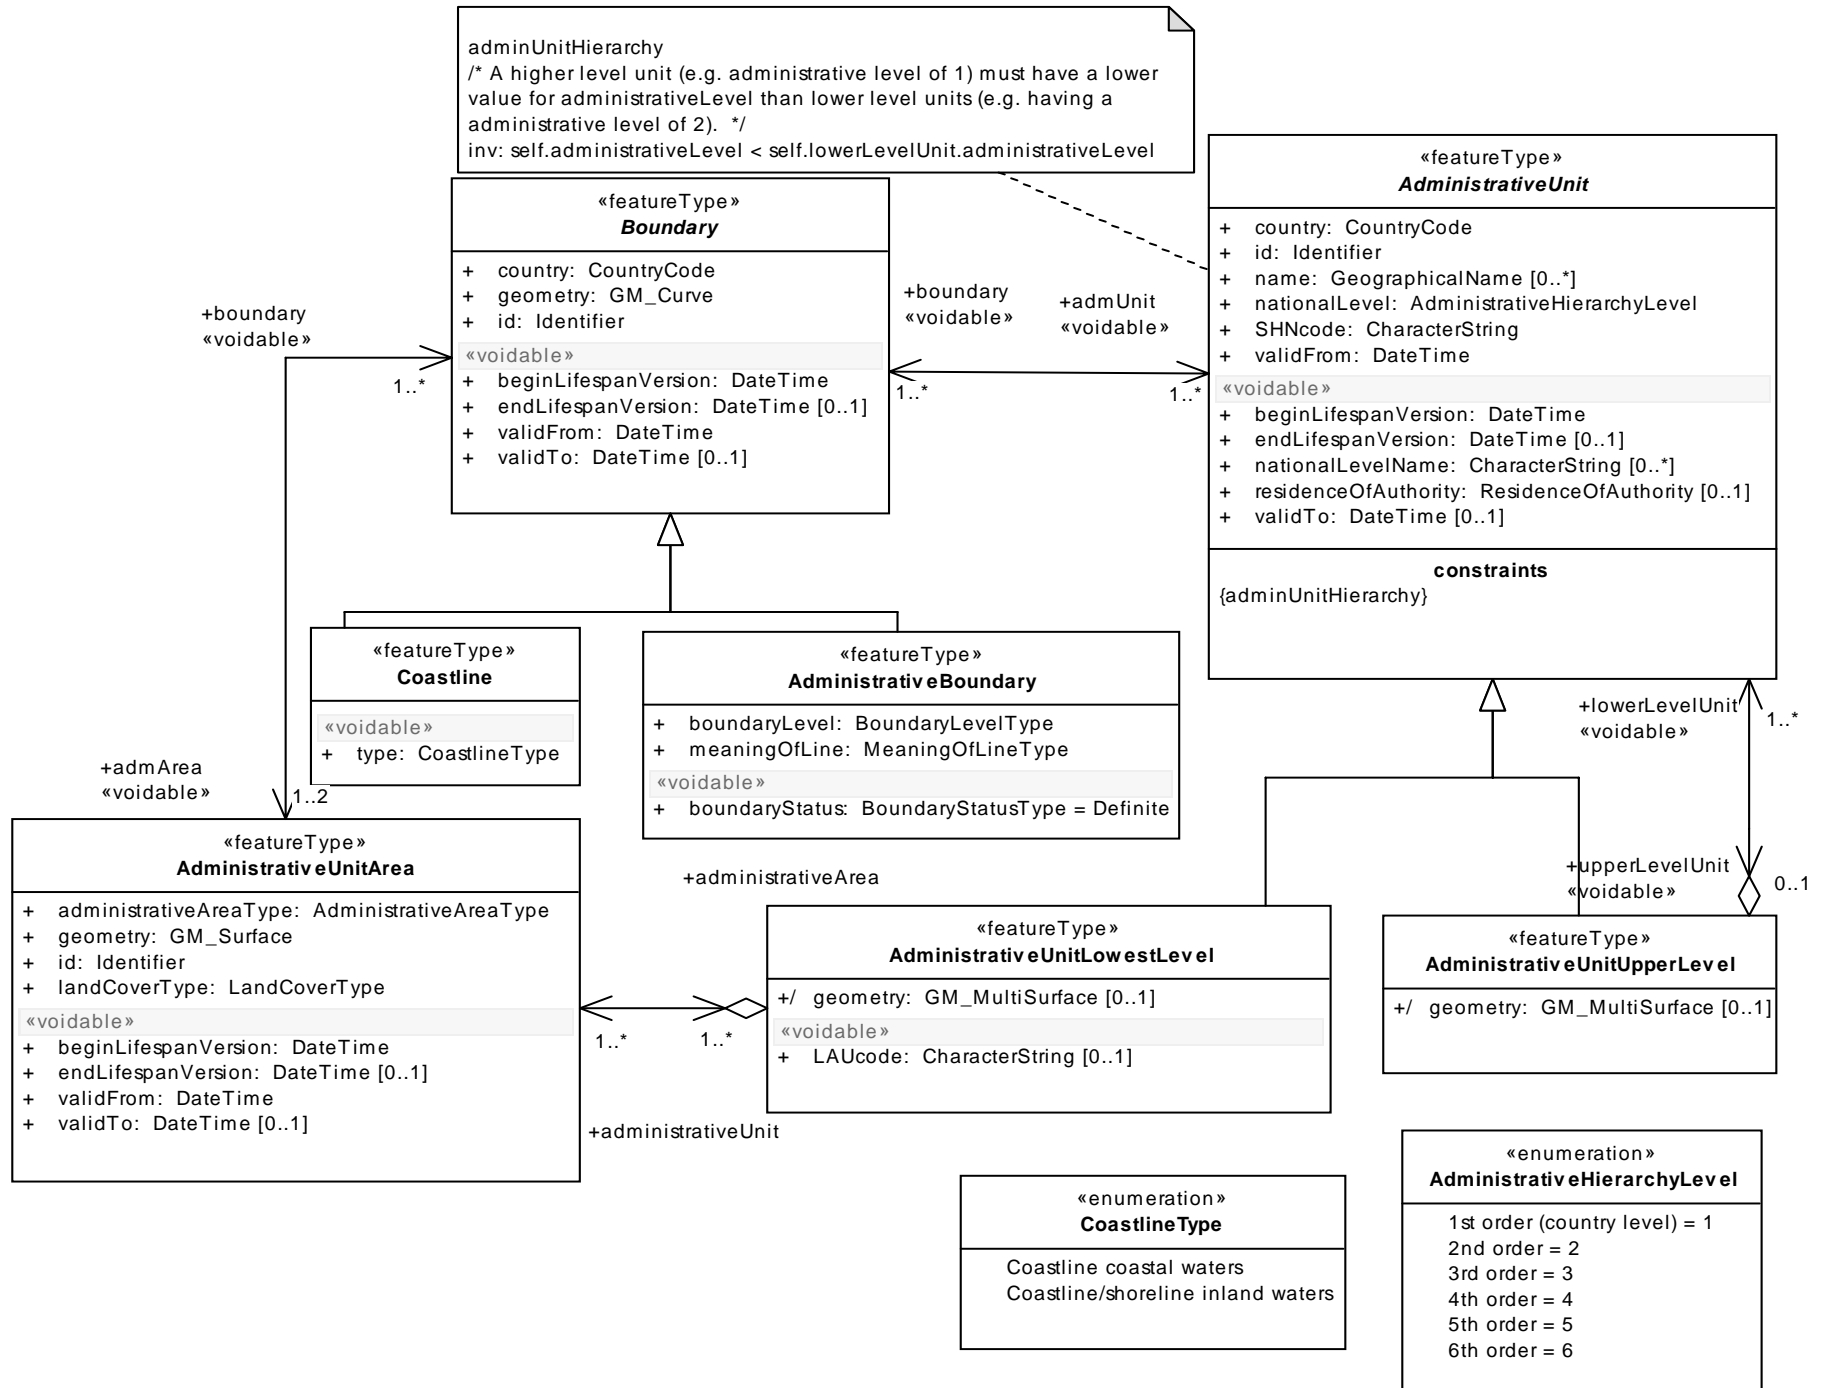 adminUnitHierarchy
/* A higher level unit (e.g. administrative level of 1) must have a lower
value for administrativeLevel than lower level units (e.g. having a
administrative level of 2).  */
inv: self.administrativeLevel < self.lowerLevelUnit.administrativeLevel
«featureType»
Boundary
+ country: CountryCode
+ geometry: GM_Curve
+ id: Identifier
«voidable»
+ beginLifespanVersion: DateTime
+ endLifespanVersion: DateTime [0..1]
+ validFrom: DateTime
+ validTo: DateTime [0..1]
«featureType»
AdministrativeUnit
+ country: CountryCode
+ id: Identifier
+ name: GeographicalName [0..*]
+ nationalLevel: AdministrativeHierarchyLevel
+ SHNcode: CharacterString
+ validFrom: DateTime
«voidable»
+ beginLifespanVersion: DateTime
+ endLifespanVersion: DateTime [0..1]
+ nationalLevelName: CharacterString [0..*]
+ residenceOfAuthority: ResidenceOfAuthority [0..1]
+ validTo: DateTime [0..1]
constraints
{adminUnitHierarchy}
+boundary
«voidable»
1..*
+boundary
«voidable»
1..*
+admUnit
«voidable»
1..*
«featureType»
Coastline
«voidable»
+ type: CoastlineType
«featureType»
AdministrativeBoundary
+ boundaryLevel: BoundaryLevelType
+ meaningOfLine: MeaningOfLineType
«voidable»
+ boundaryStatus: BoundaryStatusType = Definite
+lowerLevelUnit
«voidable»
1..*
+admArea
«voidable»
1..2
«featureType»
AdministrativeUnitArea
+ administrativeAreaType: AdministrativeAreaType
+ geometry: GM_Surface
+ id: Identifier
+ landCoverType: LandCoverType
«voidable»
+ beginLifespanVersion: DateTime
+ endLifespanVersion: DateTime [0..1]
+ validFrom: DateTime
+ validTo: DateTime [0..1]
+administrativeArea
1..*
1..*
+administrativeUnit
«featureType»
AdministrativeUnitLowestLevel
+/ geometry: GM_MultiSurface [0..1]
«voidable»
+ LAUcode: CharacterString [0..1]
+upperLevelUnit
«voidable»
0..1
«featureType»
AdministrativeUnitUpperLevel
+/ geometry: GM_MultiSurface [0..1]
«enumeration»
CoastlineType
Coastline coastal waters
Coastline/shoreline inland waters
«enumeration»
AdministrativeHierarchyLevel
1st order (country level) = 1
2nd order = 2
3rd order = 3
4th order = 4
5th order = 5
6th order = 6